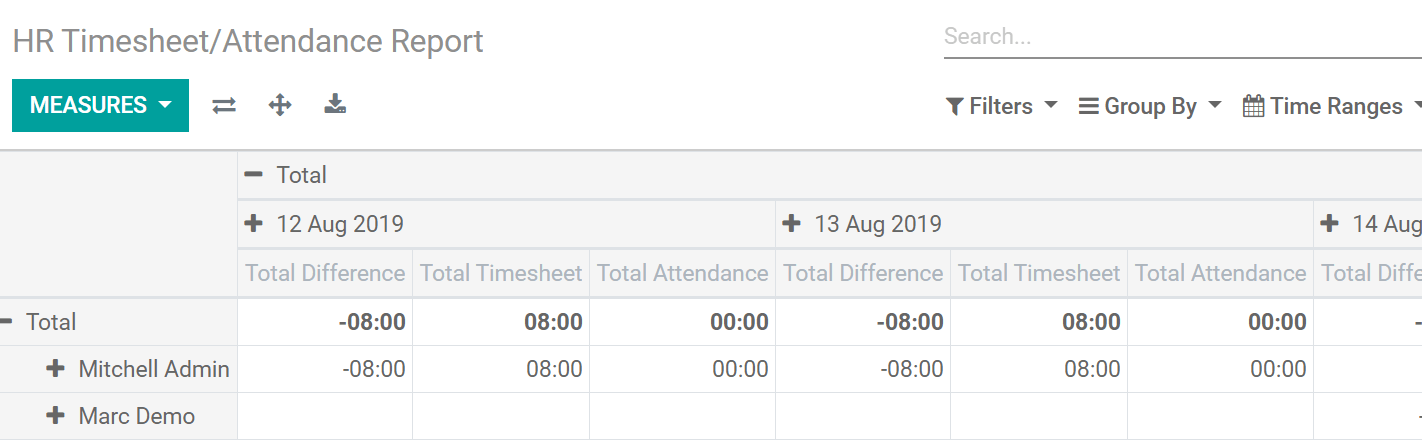 HR Timesheet/Attendance Report
Search...
MEASURES
Filters Group By Time Ranges
Total
12 Aug 2019 13 Aug 2019 14 Aug
Total Difference Total Timesheet Total Attendance Total Difference Total Timesheet Total Attendance Total Diffe
Total -08:00 08:00 00:00 -08:00 08:00 00:00 -
Mitchell Admin -08:00 08:00 00:00 -08:00 08:00 00:00
Marc Demo -